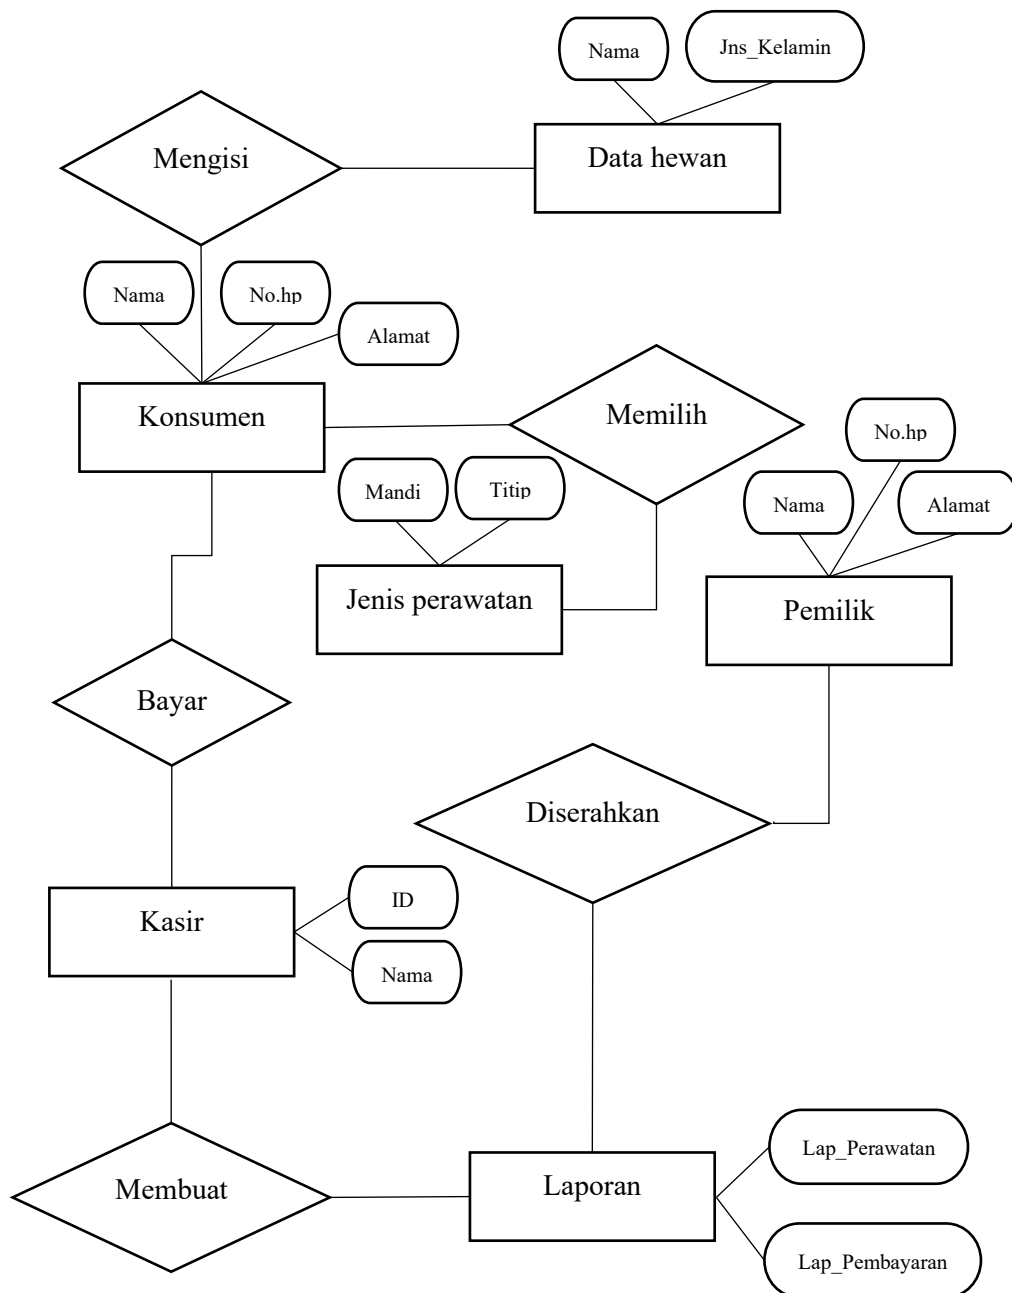 Nama
Jns_Kelamin
Mengisi
Data hewan
Nama
No.hp
Alamat
Konsumen
Memilih
No.hp
Mandi
Titip
Nama
Alamat
Jenis perawatan
Pemilik
Bayar
Diserahkan
ID
Kasir
Nama
Lap_Perawatan
Membuat
Laporan
Lap_Pembayaran